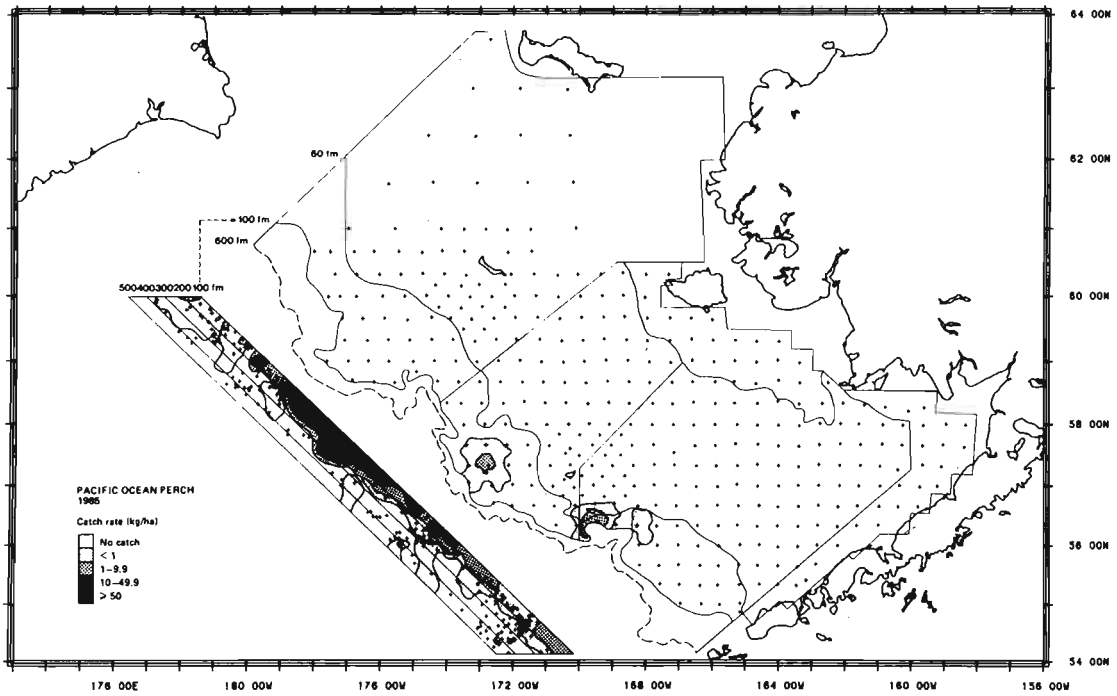 64 00N
60 fm
62 00N
100 fm
600 fm
500400300200100 fm
60 00N
58 00N
PACIFIC OCEAN PERCH
1985
Catch rate (kg/ha)
No catch
< 1
1-9.9
10-49.9
> 50
56 00N
54 00N
176 00E
180 00W
176 00W
172 00W
168 00W
164 00W
160 00W
156 00W